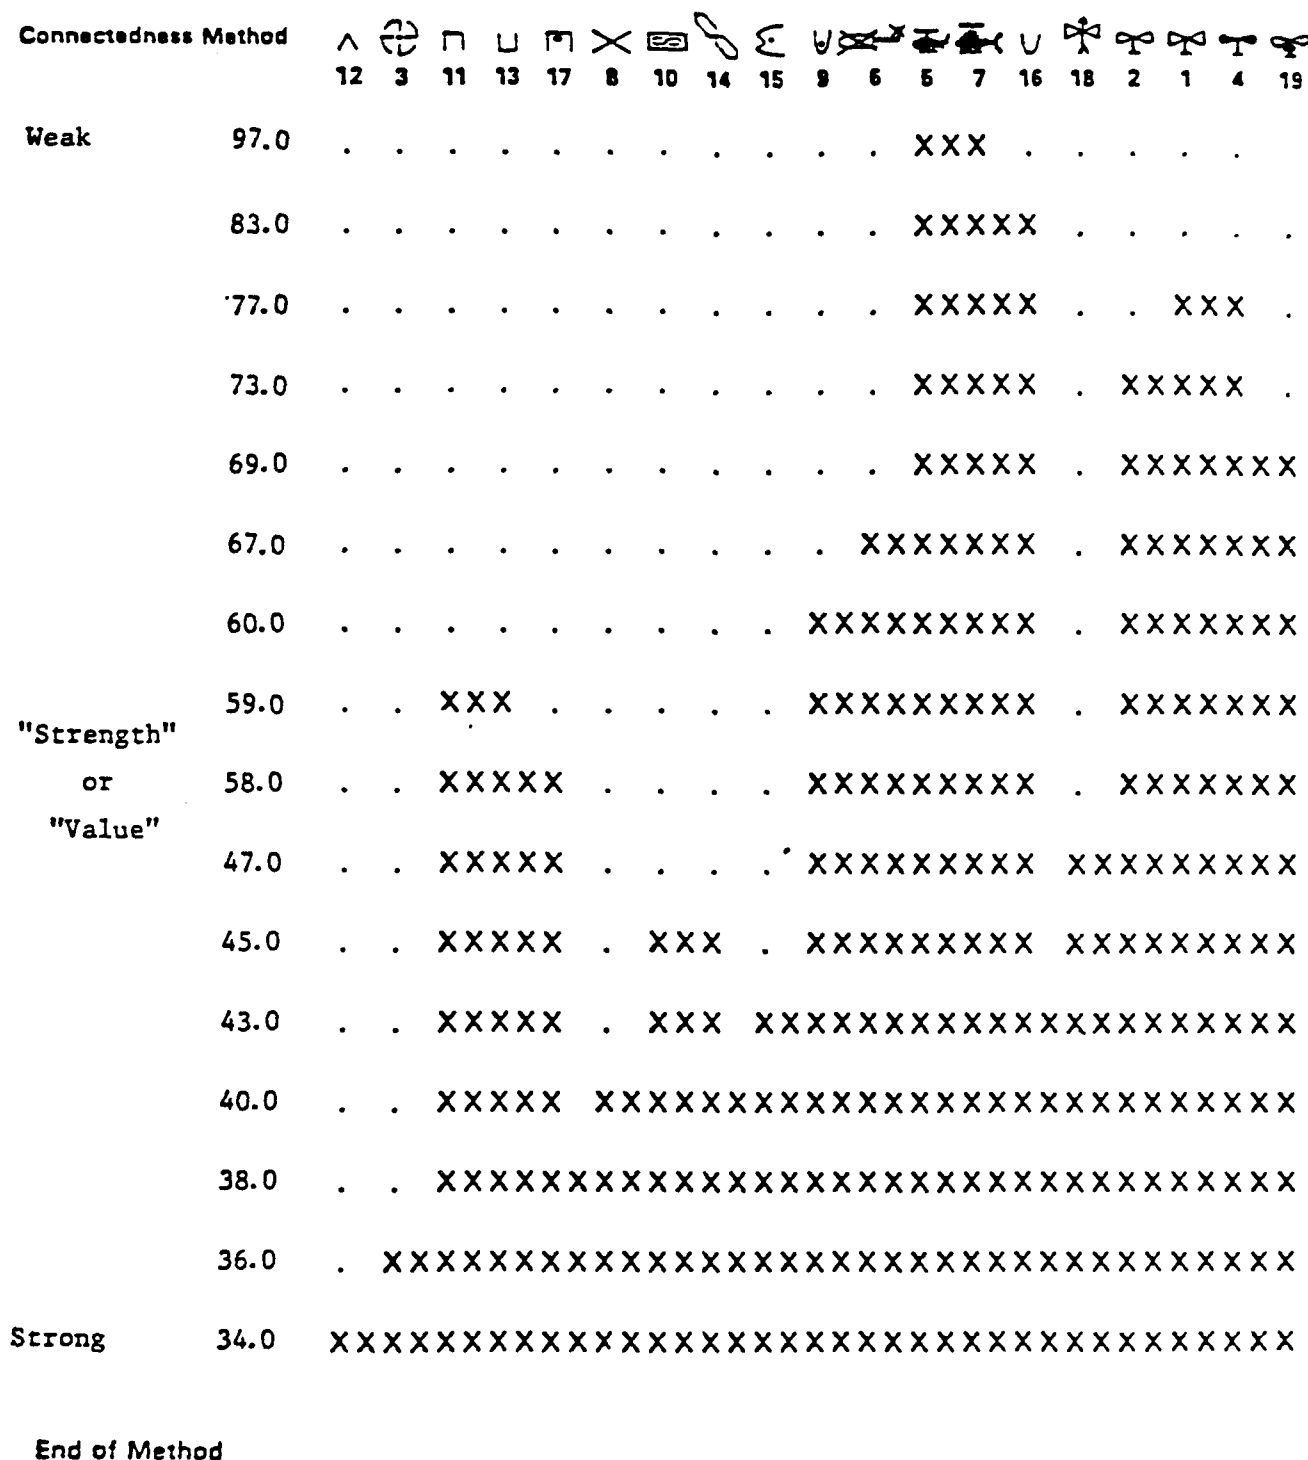 Connectedness Method
12 3 11 13 17 8 10 14 15 9 6 5 7 16 18 2 1 4 19
Weak 97.0 . . . . . . . . . . . XXX . . . . .
83.0 . . . . . . . . . . . XXXXX . . . . .
77.0 . . . . . . . . . . . XXXXX . . XXX .
73.0 . . . . . . . . . . . XXXXX . XXXXX .
69.0 . . . . . . . . . . . XXXXX . XXXXXXX
67.0 . . . . . . . . . . XXXXXXX . XXXXXXX
60.0 . . . . . . . . . XXXXXXXXX . XXXXXXX
59.0 . . XXX . . . . . XXXXXXXXX . XXXXXXX
"Strength"
or
"Value"
58.0 . . XXXXX . . . . XXXXXXXXX . XXXXXXX
47.0 . . XXXXX . . . . XXXXXXXXX XXXXXXXXX
45.0 . . XXXXX . XXX . XXXXXXXXX XXXXXXXXX
43.0 . . XXXXX . XXX XXXXXXXXXXXXXXXXXXXXX
40.0 . . XXXXX XXXXXXXXXXXXXXXXXXXXXXXXXXX
38.0 . . XXXXXXXXXXXXXXXXXXXXXXXXXXXXXXXXX
36.0 . XXXXXXXXXXXXXXXXXXXXXXXXXXXXXXXXXXX
Strong 34.0 XXXXXXXXXXXXXXXXXXXXXXXXXXXXXXXXXXXXX
End of Method